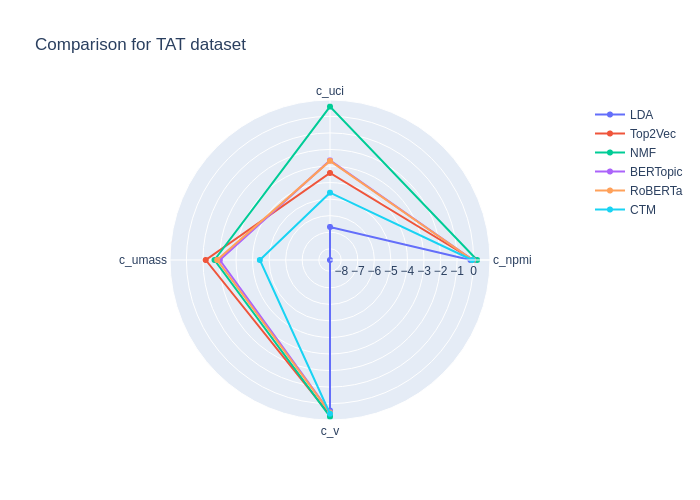 Comparison for TAT dataset
c_uci
LDA
Top2Vec
NMF
BERTopic
RoBERTa
CTM
c_umass
c_npmi
−8 −7 −6 −5 −4 −3 −2 −1 0
c_v